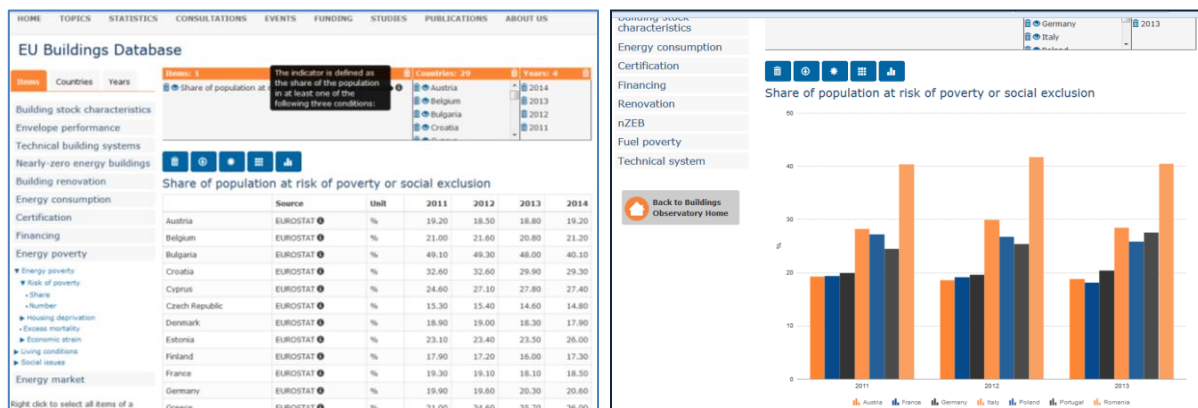 HOME TOPICS STATISTICS CONSULTATIONS EVENTS FUNDING STUDIES PUBLICATIONS ABOUT US
EU Buildings Database
Items Countries Years
Items: 1
Countries: 29
Years: 4
Share of population at
The indicator is defined as
the share of the population
in at least one of the
following three conditions:
Austria
Belgium
Bulgaria
Croatia
2014
2013
2012
2011
Building stock characteristics
Envelope performance
Technical building systems
Nearly-zero energy buildings
Building renovation
Energy consumption
Certification
Financing
Energy poverty
Energy poverty
Risk of poverty
Share
Number
Housing deprivation
Excess mortality
Economic strain
Living conditions
Social issues
Energy market
Right click to select all items of a
Share of population at risk of poverty or social exclusion
Source Unit 2011 2012 2013 2014
Austria EUROSTAT % 19.20 18.50 18.80 19.20
Belgium EUROSTAT % 21.00 21.60 20.80 21.20
Bulgaria EUROSTAT % 49.10 49.30 48.00 40.10
Croatia EUROSTAT % 32.60 32.60 29.90 29.30
Cyprus EUROSTAT % 24.60 27.10 27.80 27.40
Czech Republic EUROSTAT % 15.30 15.40 14.60 14.80
Denmark EUROSTAT % 18.90 19.00 18.30 17.90
Estonia EUROSTAT % 23.10 23.40 23.50 26.00
Finland EUROSTAT % 17.90 17.20 16.00 17.30
France EUROSTAT % 19.30 19.10 18.10 18.50
Germany EUROSTAT % 19.90 19.60 20.30 20.60
Greece EUROSTAT % 31.00 34.60 35.70 36.00
Building stock
characteristics
Energy consumption
Certification
Financing
Renovation
nZEB
Fuel poverty
Technical system
Back to Buildings
Observatory Home
Germany
Italy
2013
Share of population at risk of poverty or social exclusion
50
40
30
20
10
0
%
2011 2012 2013
Austria France Germany Italy Poland Portugal Romania